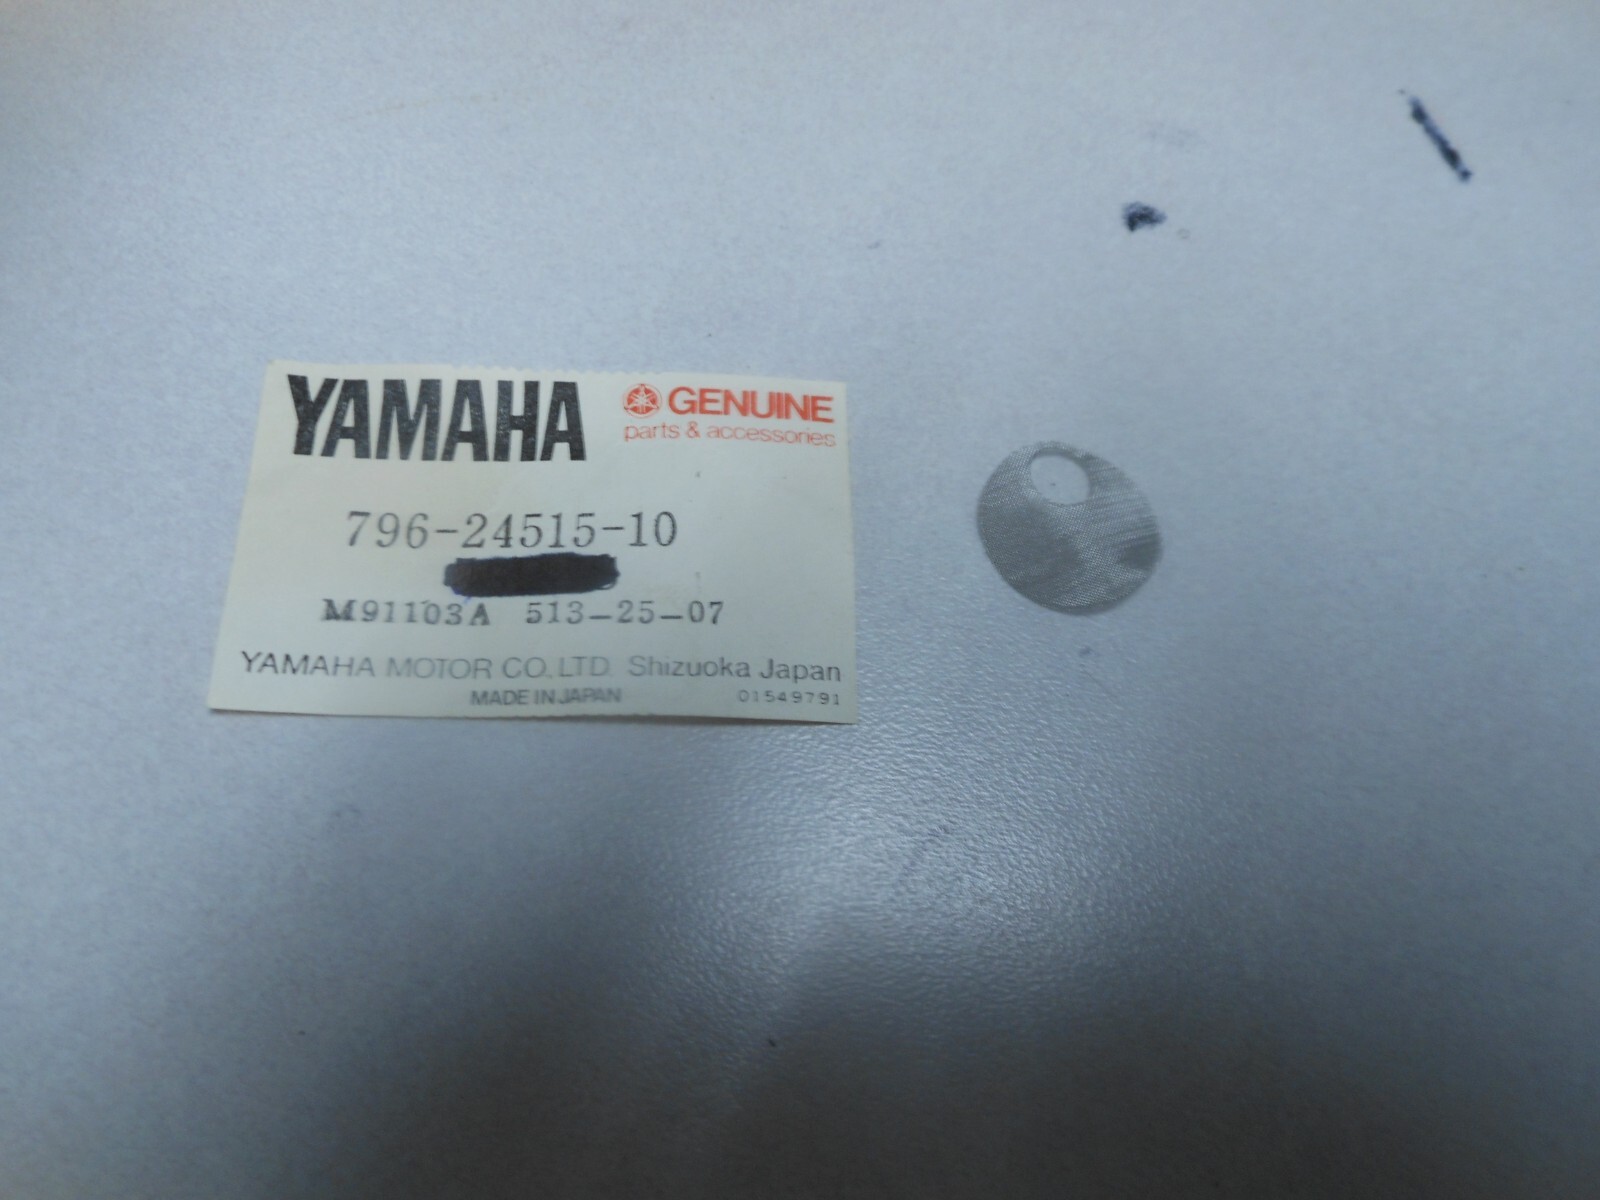 YAMAHA
GENUINE
parts & accessories
796-24515-10
M91103A 513-25-07
YAMAHA MOTOR CO., LTD. Shizuoka Japan
MADE IN JAPAN 01549791